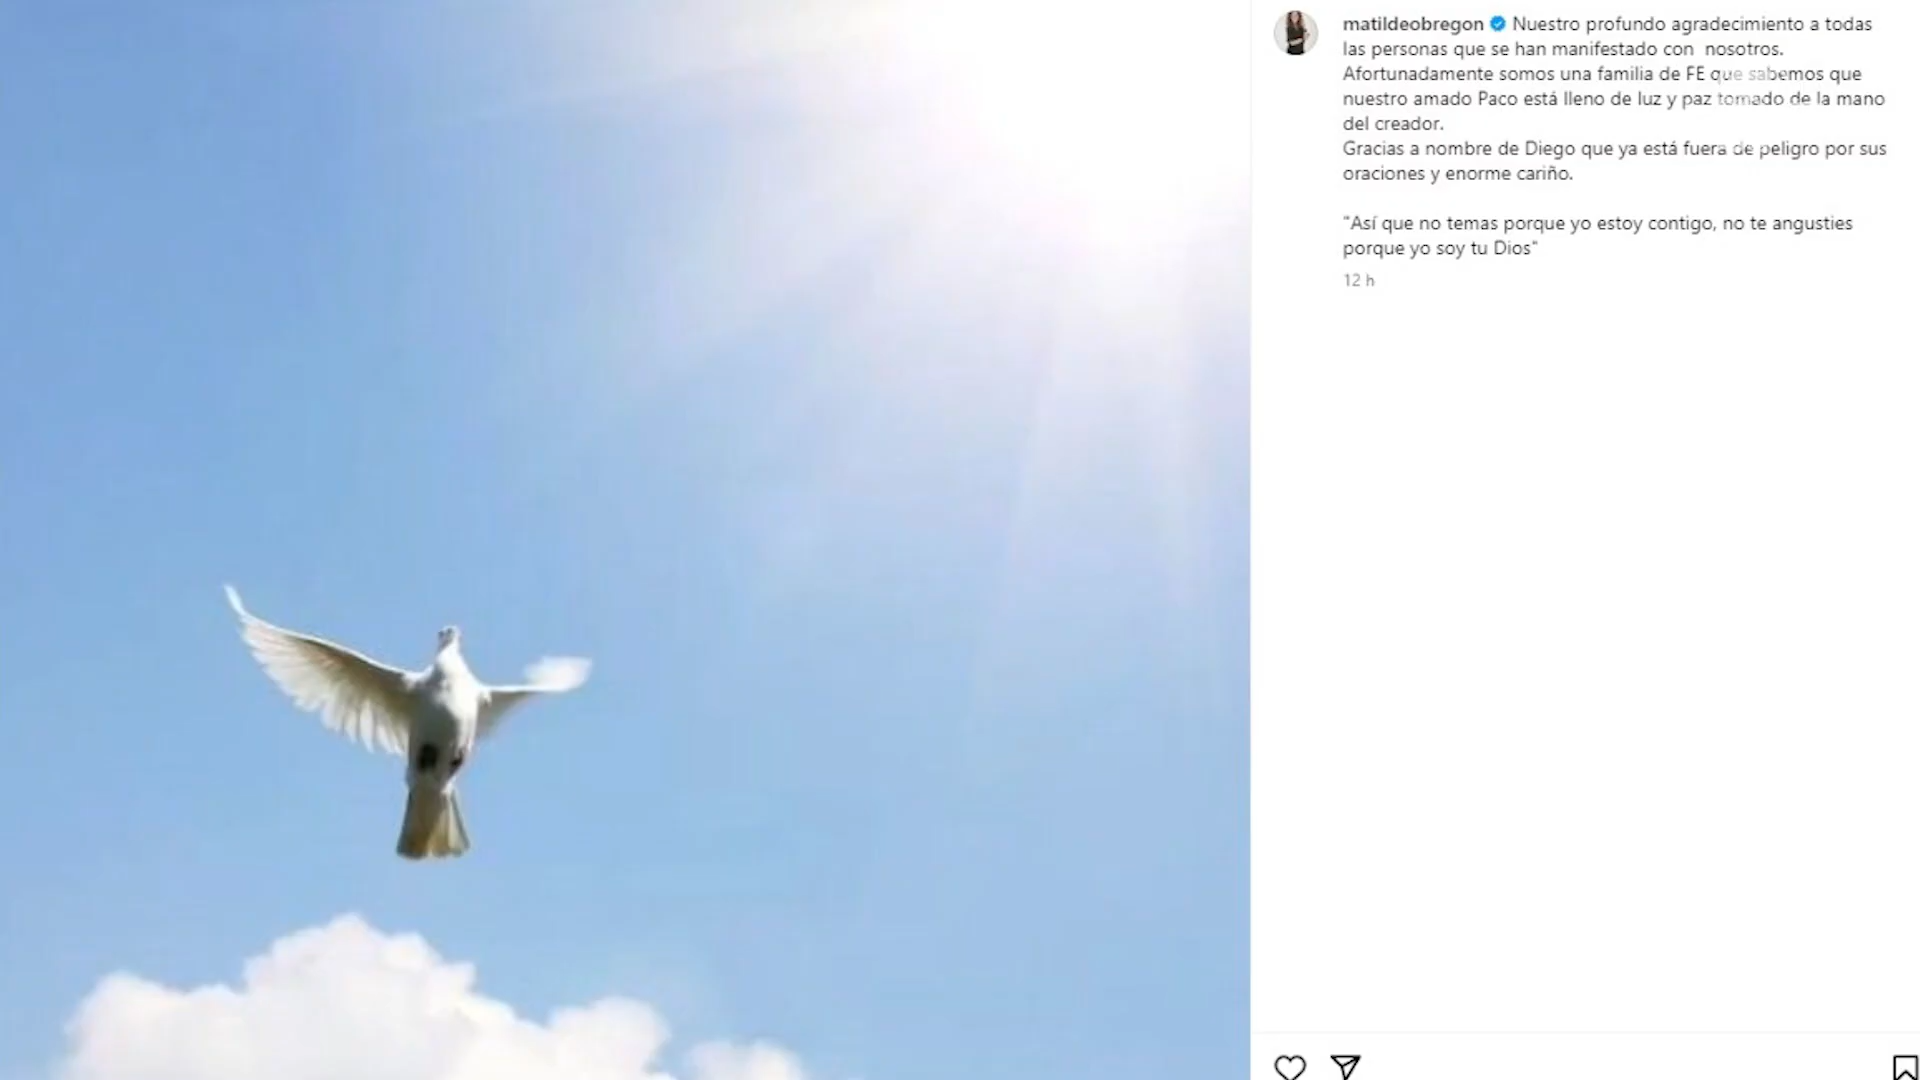 matildeobregon Nuestro profundo agradecimiento a todas
las personas que se han manifestado con nosotros.
Afortunadamente somos una familia de FE que sabemos que
nuestro amado Paco está lleno de luz y paz tomado de la mano
del creador.
Gracias a nombre de Diego que ya está fuera de peligro por sus
oraciones y enorme cariño.
"Así que no temas porque yo estoy contigo, no te angusties
porque yo soy tu Dios"
12 h